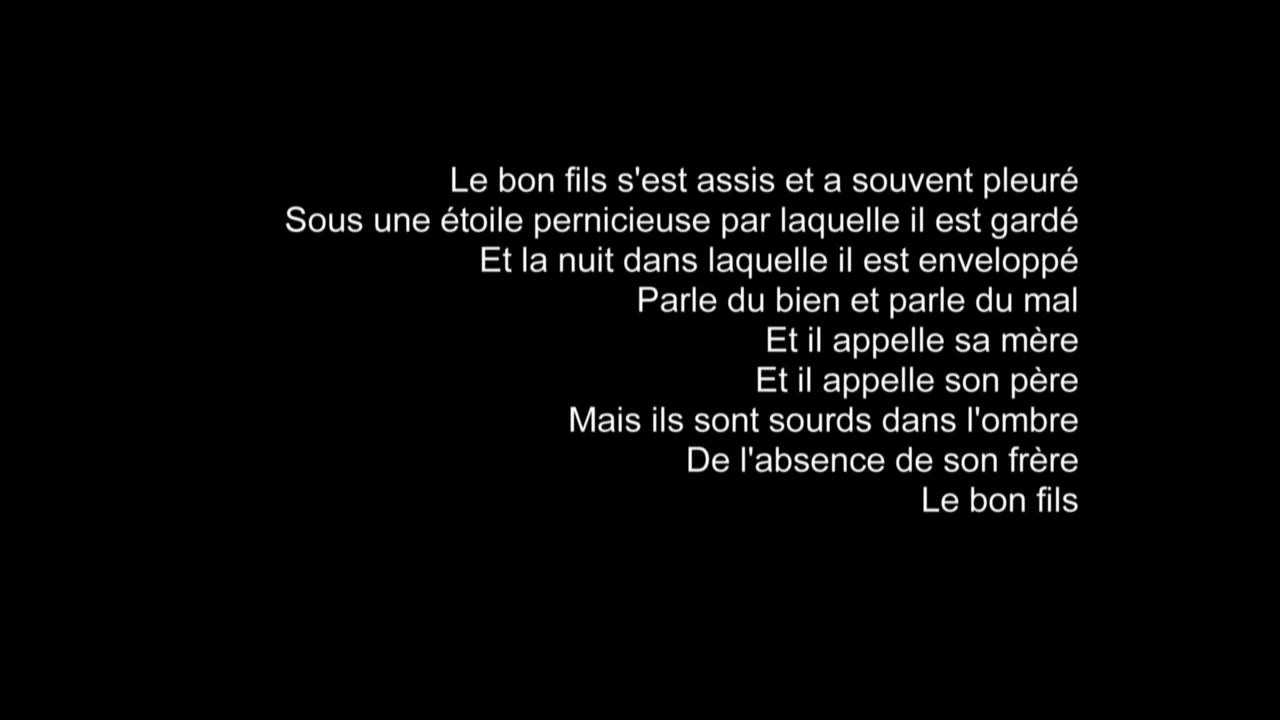 Le bon fils s'est assis et a souvent pleuré
Sous une étoile pernicieuse par laquelle il est gardé
Et la nuit dans laquelle il est enveloppé
Parle du bien et parle du mal
Et il appelle sa mère
Et il appelle son père
Mais ils sont sourds dans l'ombre
De l'absence de son frère
Le bon fils